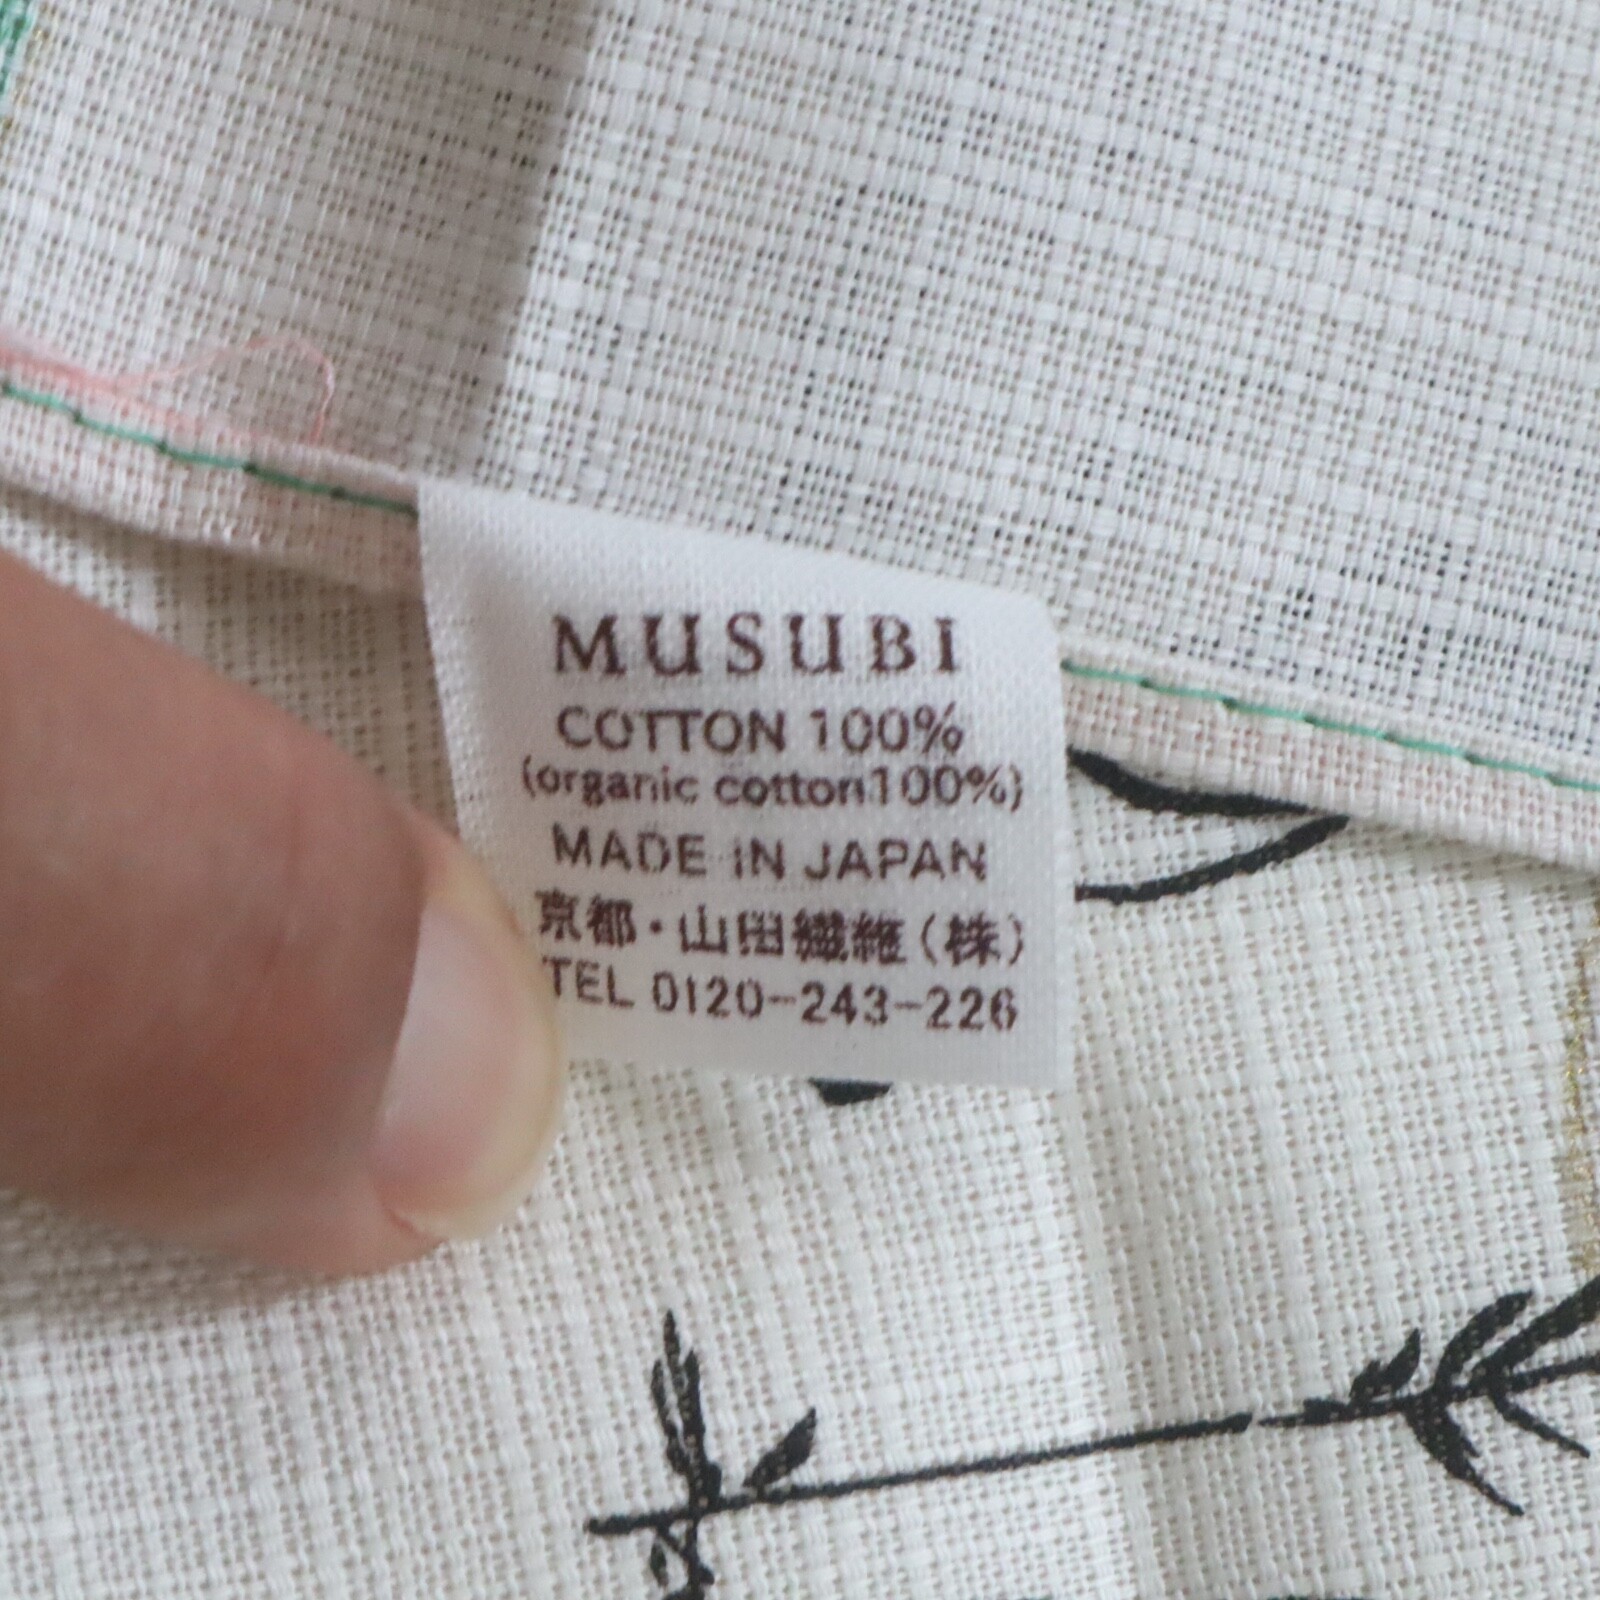 MUSUBI
COTTON 100%
(organic cotton100%)
MADE IN JAPAN
京都・山田繊維(株)
TEL 0120-243-226